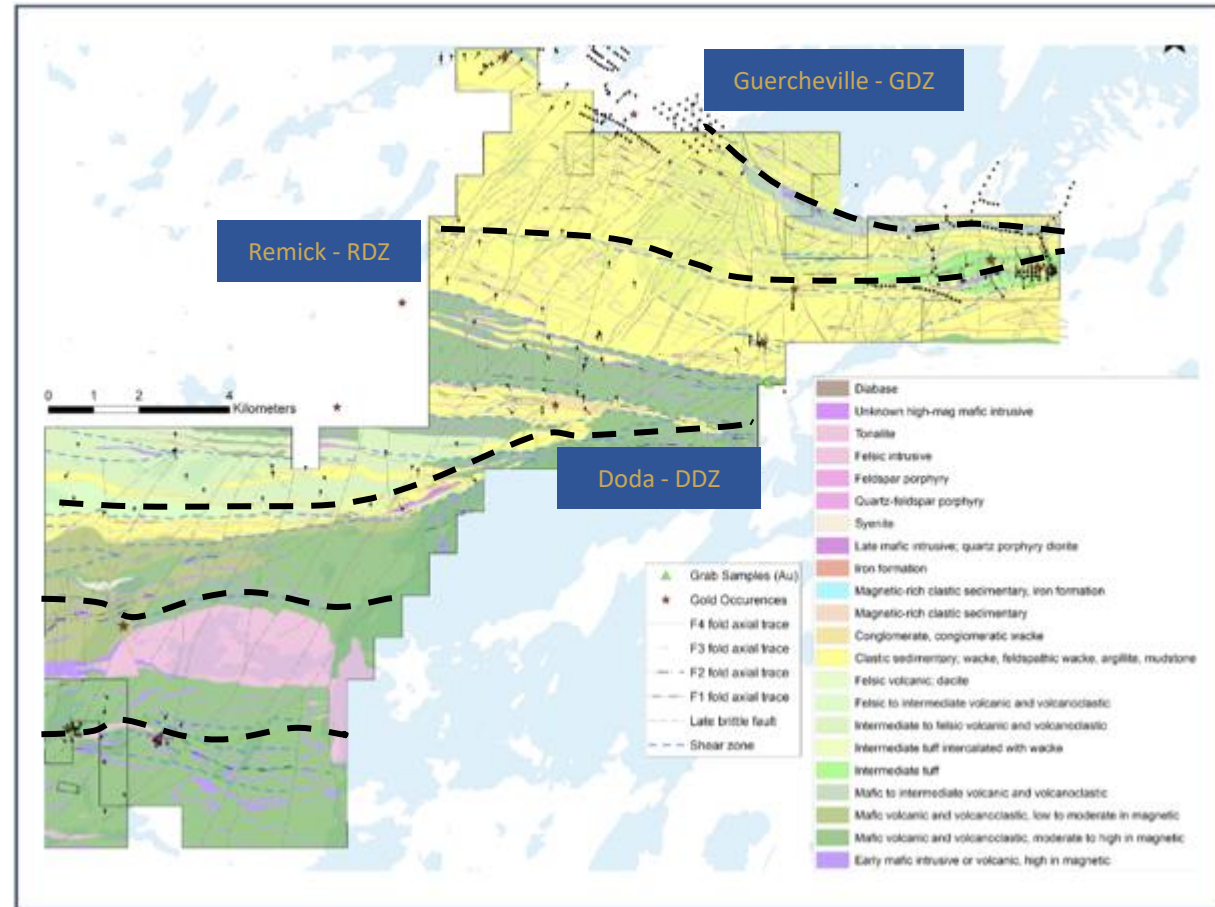 Guercheville - GDZ
Remick - RDZ
0 2 4
Kilometers
Doda - DDZ
Grab Samples (Au)
Gold Occurences
F4 fold axial trace
F3 fold axial trace
F2 fold axial trace
F1 fold axial trace
Late brittle fault
Shear zone
Diabase
Unknown high-mag mafic intrusive
Tonalite
Felsic intrusive
Feldspar porphyry
Quartz-feldspar porphyry
Syenite
Late mafic intrusive; quartz porphyry diorite
Iron formation
Magnetic-rich clastic sedimentary, iron formation
Magnetic-rich clastic sedimentary
Conglomerate, conglomeratic wacke
Clastic sedimentary; wacke, feldspathic wacke, argillite, mudstone
Felsic volcanic; dacite
Felsic to intermediate volcanic and volcanoclastic
Intermediate to felsic volcanic and volcanoclastic
Intermediate tuff intercalated with wacke
Intermediate tuff
Mafic to intermediate volcanic and volcanoclastic
Mafic volcanic and volcanoclastic, low to moderate in magnetic
Mafic volcanic and volcanoclastic, moderate to high in magnetic
Early mafic intrusive or volcanic, high in magnetic